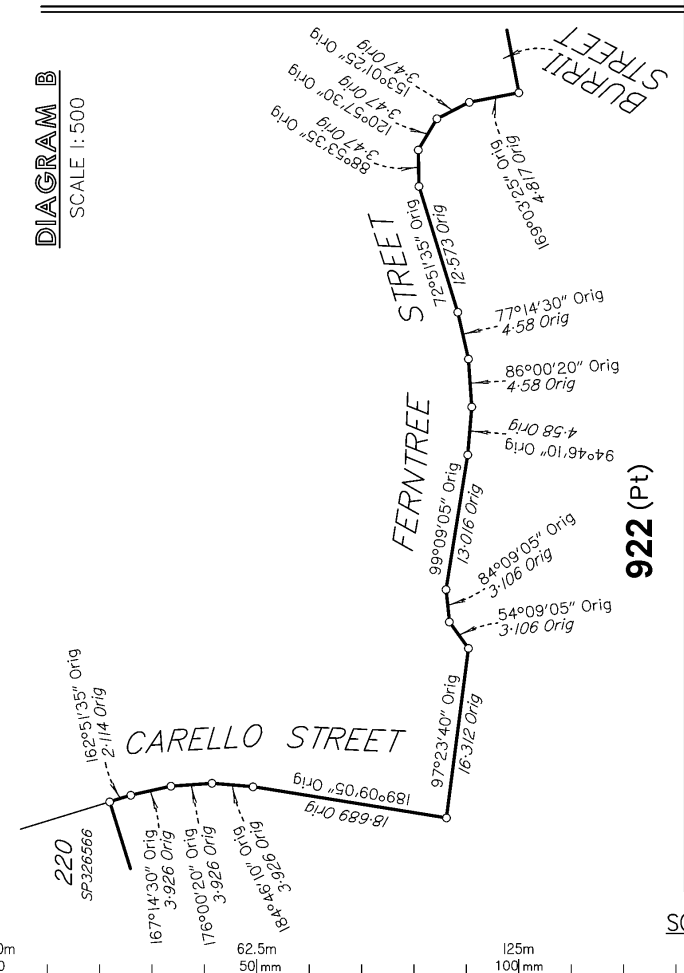 DIAGRAM B
SCALE 1:500
BURRII
STREET
153°01'25" Orig
3·47 Orig
120°57'30" Orig
3·47 Orig
88°53'35" Orig
3·47 Orig
169°03'25" Orig
4·817 Orig
72°51'35" Orig
12·573 Orig
FERNTREE STREET
77°14'30" Orig
4·58 Orig
86°00'20" Orig
4·58 Orig
94°46'10" Orig
4·58 Orig
99°09'05" Orig
13·016 Orig
922 (Pt)
84°09'05" Orig
3·106 Orig
54°09'05" Orig
3·106 Orig
97°23'40" Orig
16·312 Orig
162°51'35" Orig
2·114 Orig
CARELLO STREET
189°09'05" Orig
18·689 Orig
220
SP326566
167°14'30" Orig
3·926 Orig
176°00'20" Orig
3·926 Orig
184°46'10" Orig
3·926 Orig
0m 62.5m 125m
0 50 mm 100 mm
SC